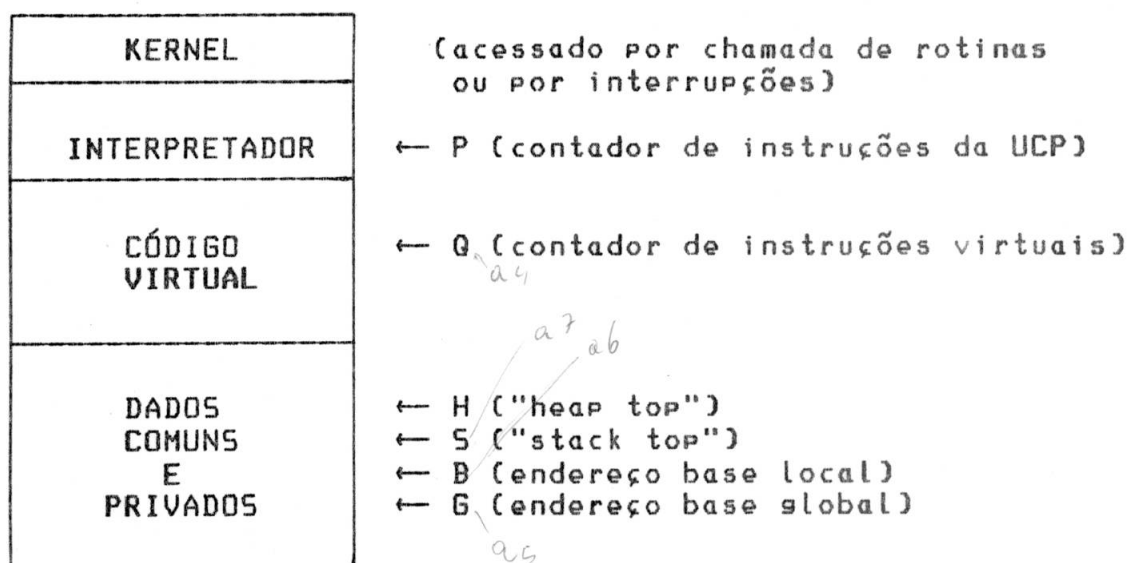 KERNEL (acessado por chamada de rotinas
ou por interrupções)
INTERPRETADOR ← P (contador de instruções da UCP)
CÓDIGO ← Q (contador de instruções virtuais)
VIRTUAL a4
a7 a6
DADOS ← H ("heap top")
COMUNS ← S ("stack top")
E ← B (endereço base local)
PRIVADOS ← G (endereço base global)
a5